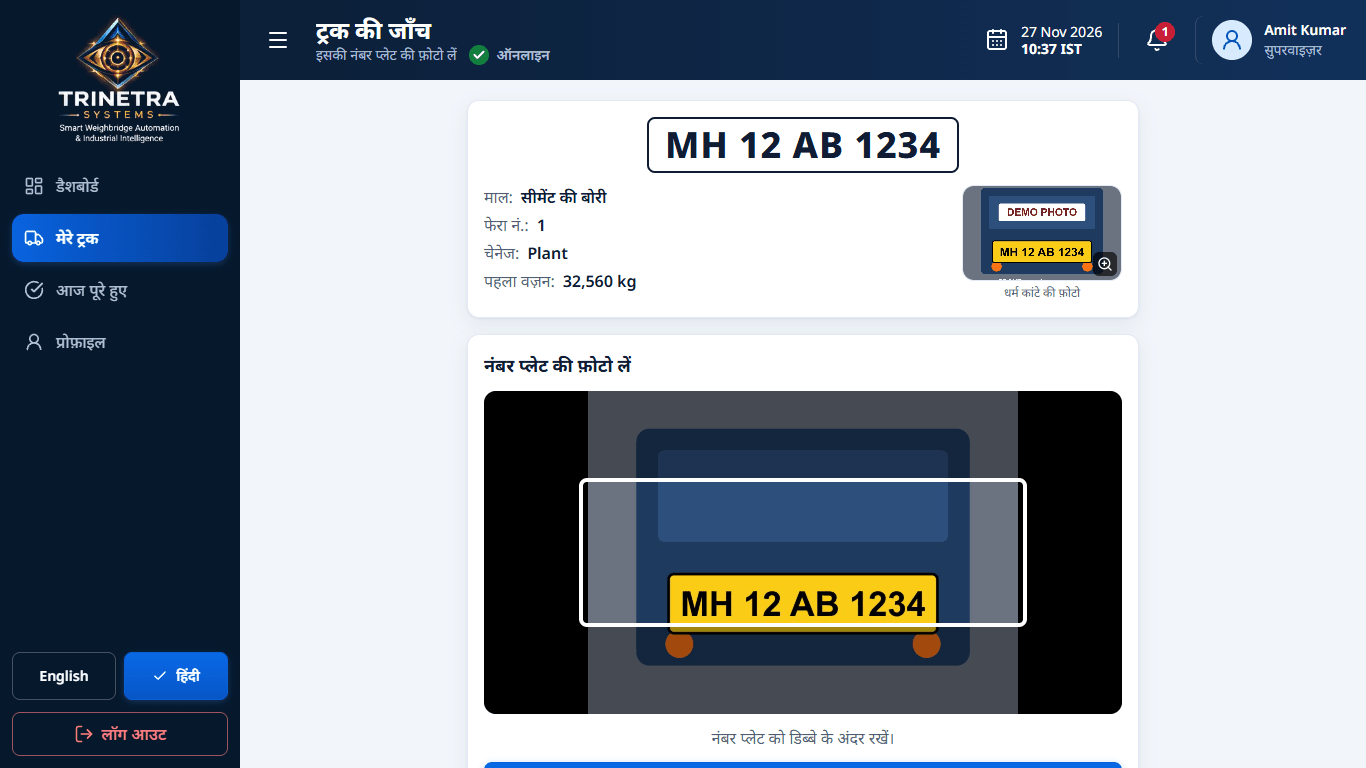 TRINETRA
SYSTEMS
Smart Weighbridge Automation
& Industrial Intelligence
डैशबोर्ड
मेरे ट्रक
आज पूरे हुए
प्रोफ़ाइल
English
हिंदी
लॉग आउट
ट्रक की जाँच
इसकी नंबर प्लेट की फ़ोटो लें
ऑनलाइन
27 Nov 2026
10:37 IST
1
Amit Kumar
सुपरवाइज़र
MH 12 AB 1234
माल: सीमेंट की बोरी
फेरा नं.: 1
चेनेज: Plant
पहला वज़न: 32,560 kg
DEMO PHOTO
MH 12 AB 1234
धर्म कांटे की फ़ोटो
नंबर प्लेट की फ़ोटो लें
MH 12 AB 1234
नंबर प्लेट को डिब्बे के अंदर रखें।